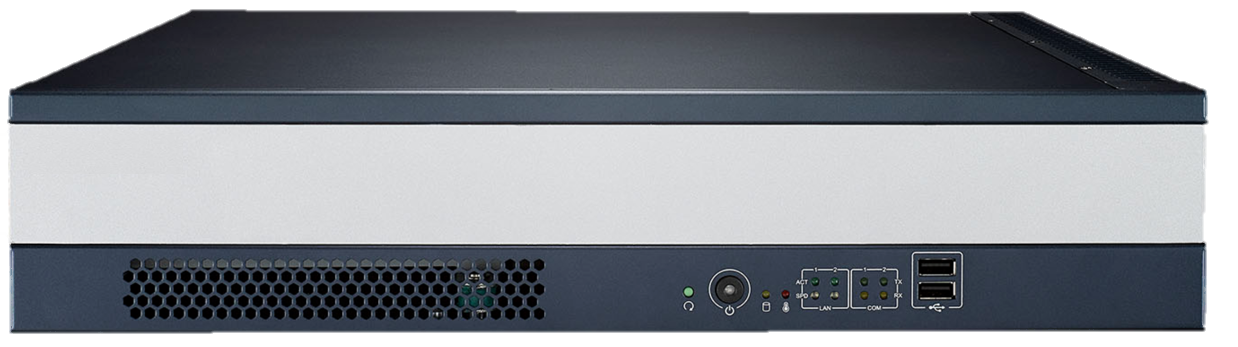 1 2 1 2
ACT TX
SPD RX
LAN COM